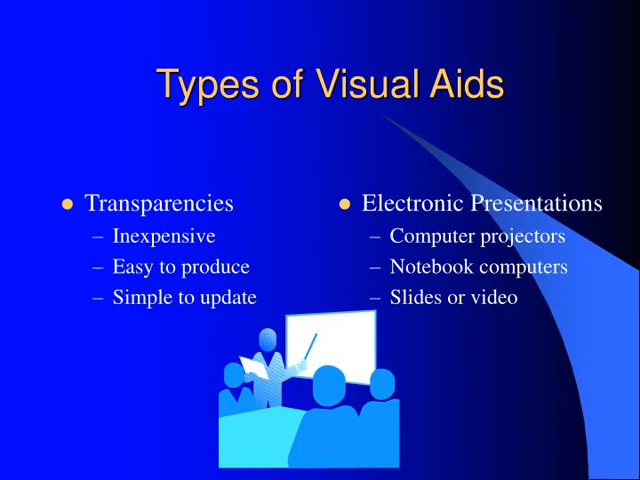 Types of Visual Aids
Transparencies
– Inexpensive
– Easy to produce
– Simple to update
Electronic Presentations
– Computer projectors
– Notebook computers
– Slides or video